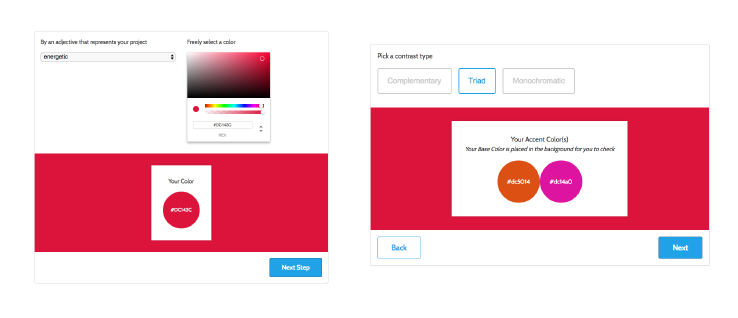 By an adjective that represents your project
energetic
Freely select a color
#DC143C
HEX
Your Color
#DC143C
Next Step
Pick a contrast type
Complementary
Triad
Monochromatic
Your Accent Color(s)
Your Base Color is placed in the background for you to check
#dc5014
#dc14a0
Back
Next